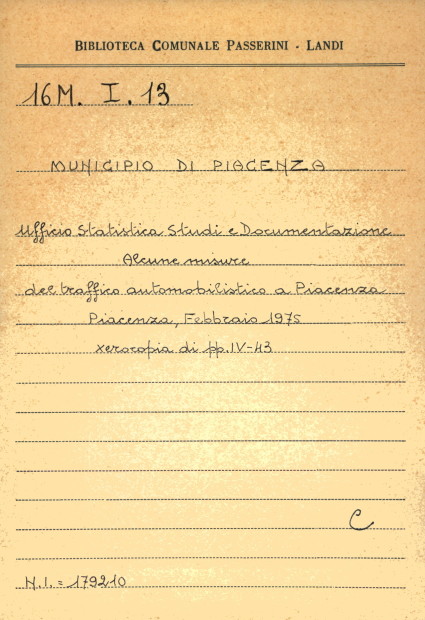 BIBLIOTECA COMUNALE PASSERINI - LANDI
16 M. I. 13
MUNICIPIO DI PIACENZA
Ufficio Statistica Studi e Documentazione
Alcune misure
del traffico automobilistico a Piacenza
Piacenza, Febbraio 1975
xerocopia di pp. IV-43
C
N.I. = 179210